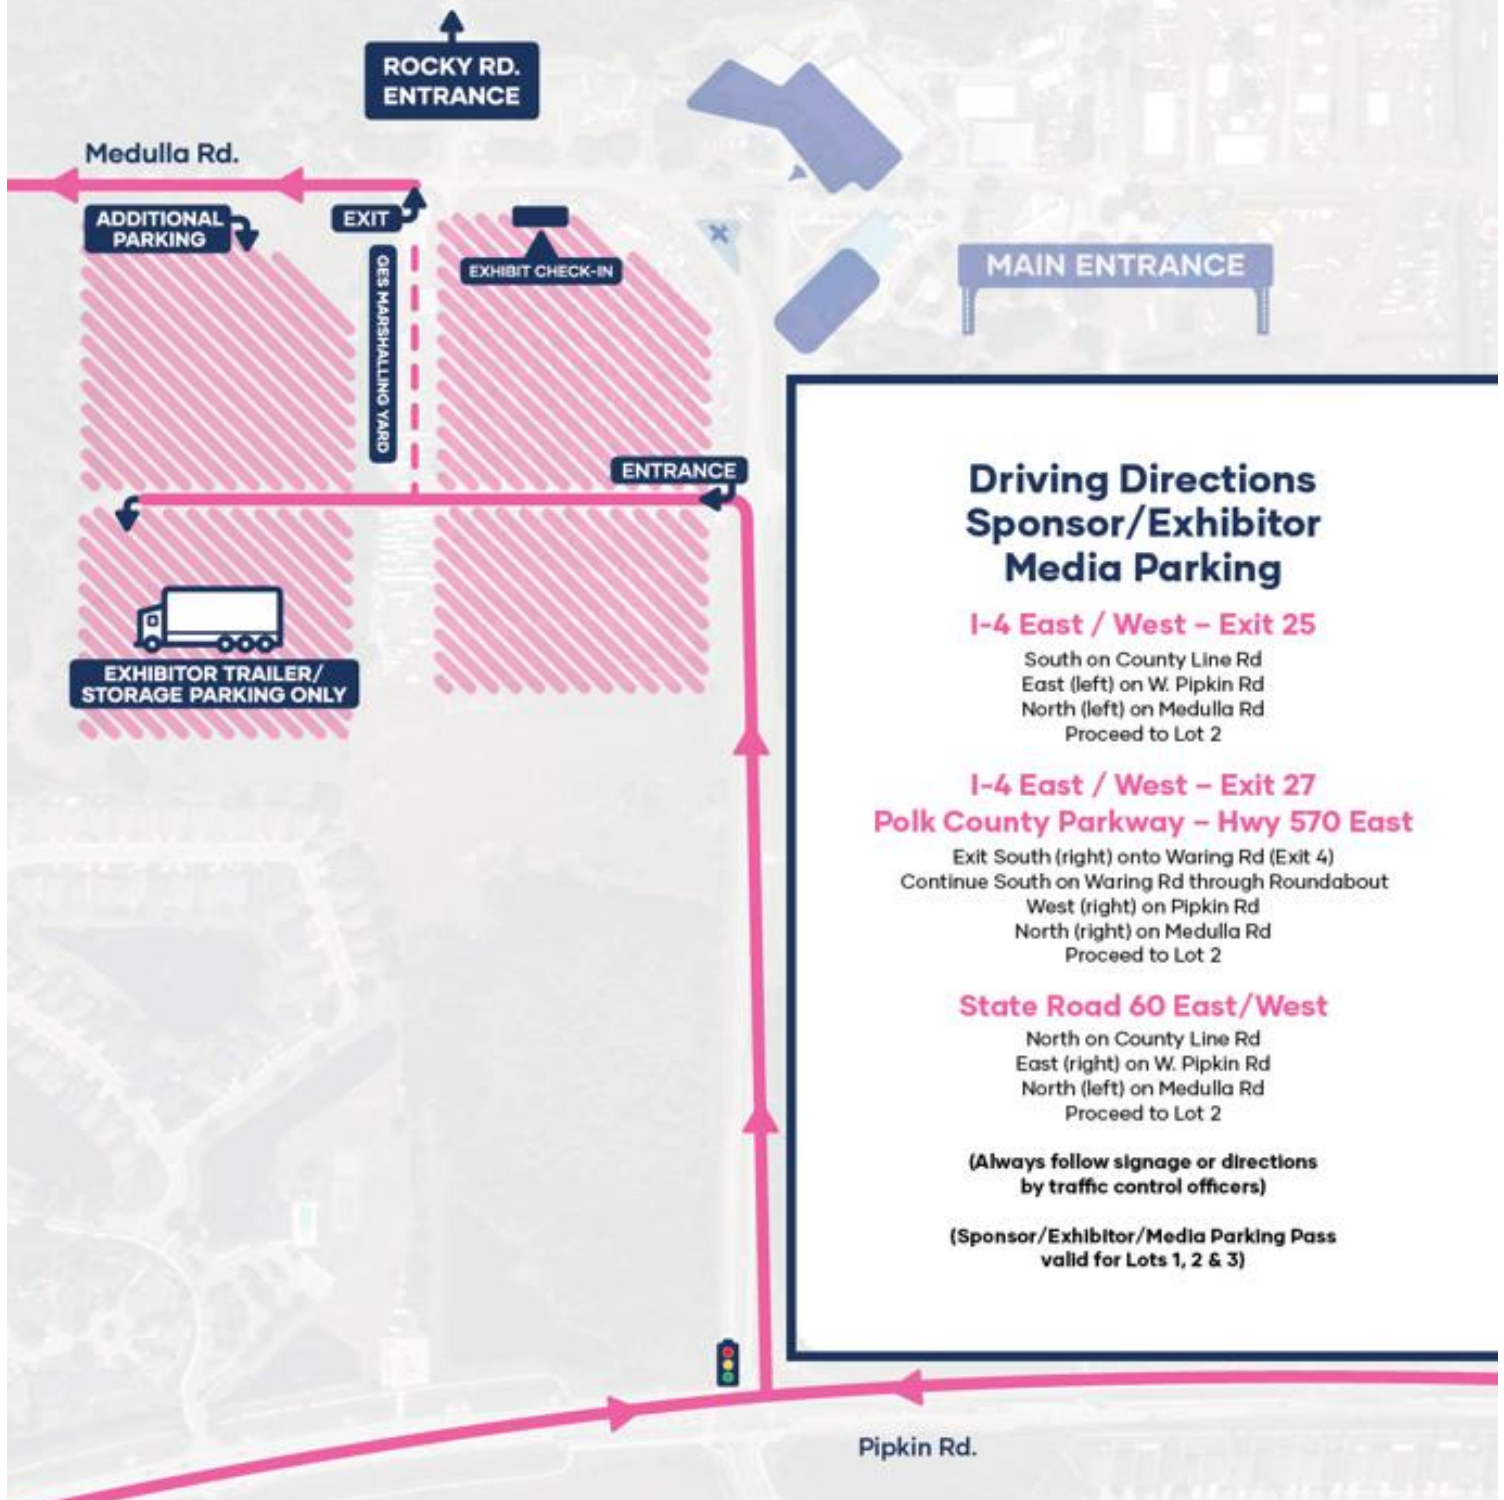 ROCKY RD.
ENTRANCE
Medulla Rd.
ADDITIONAL
PARKING
EXIT
EXHIBIT CHECK-IN
GES MARSHALLING YARD
MAIN ENTRANCE
ENTRANCE
EXHIBITOR TRAILER/
STORAGE PARKING ONLY
Driving Directions
Sponsor/Exhibitor
Media Parking
I-4 East / West – Exit 25
South on County Line Rd
East (left) on W. Pipkin Rd
North (left) on Medulla Rd
Proceed to Lot 2
I-4 East / West – Exit 27
Polk County Parkway – Hwy 570 East
Exit South (right) onto Waring Rd (Exit 4)
Continue South on Waring Rd through Roundabout
West (right) on Pipkin Rd
North (right) on Medulla Rd
Proceed to Lot 2
State Road 60 East/West
North on County Line Rd
East (right) on W. Pipkin Rd
North (left) on Medulla Rd
Proceed to Lot 2
(Always follow signage or directions
by traffic control officers)
(Sponsor/Exhibitor/Media Parking Pass
valid for Lots 1, 2 & 3)
Pipkin Rd.